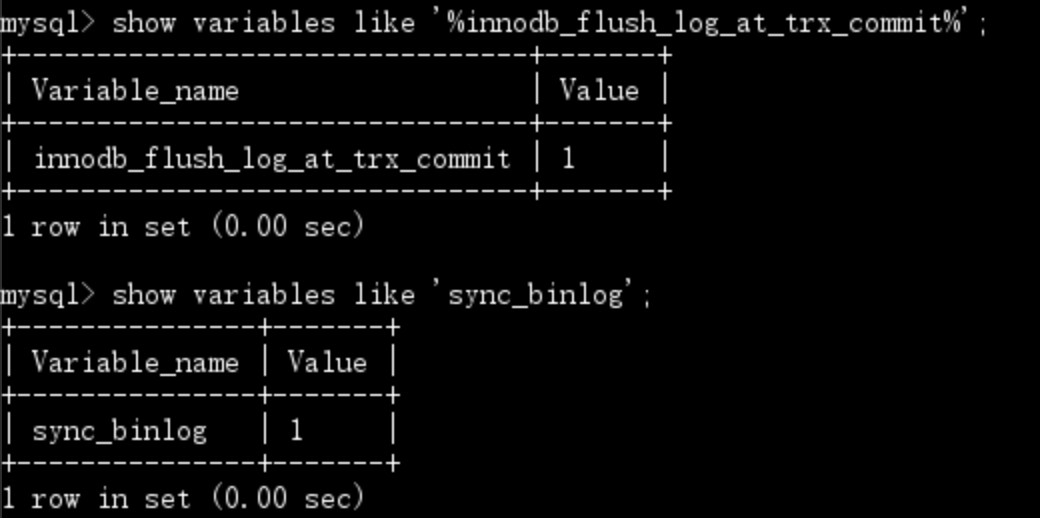 mysql> show variables like '%innodb_flush_log_at_trx_commit%';
+--------------------------------+-------+
| Variable_name                  | Value |
+--------------------------------+-------+
| innodb_flush_log_at_trx_commit | 1     |
+--------------------------------+-------+
1 row in set (0.00 sec)

mysql> show variables like 'sync_binlog';
+---------------+-------+
| Variable_name | Value |
+---------------+-------+
| sync_binlog   | 1     |
+---------------+-------+
1 row in set (0.00 sec)